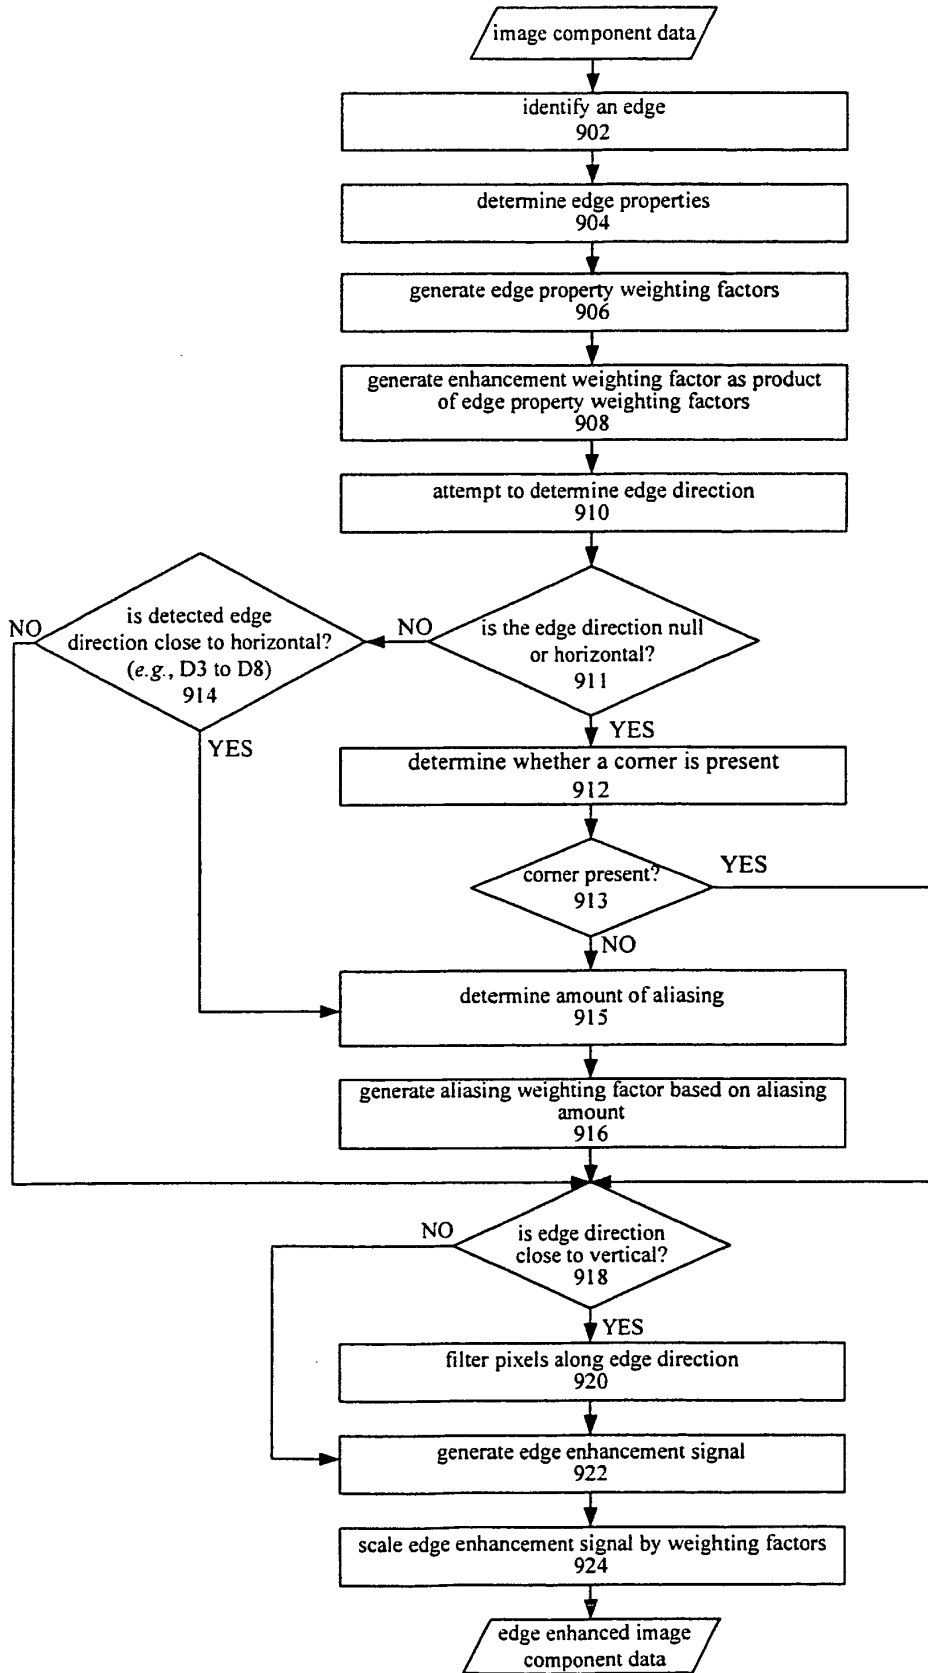 image component data
identify an edge
902
determine edge properties
904
generate edge property weighting factors
906
generate enhancement weighting factor as product
of edge property weighting factors
908
attempt to determine edge direction
910
is the edge direction null
or horizontal?
911
NO
YES
is detected edge
direction close to horizontal?
(e.g., D3 to D8)
914
NO
YES
determine whether a corner is present
912
corner present?
913
YES
NO
determine amount of aliasing
915
generate aliasing weighting factor based on aliasing
amount
916
is edge direction
close to vertical?
918
NO
YES
filter pixels along edge direction
920
generate edge enhancement signal
922
scale edge enhancement signal by weighting factors
924
edge enhanced image
component data